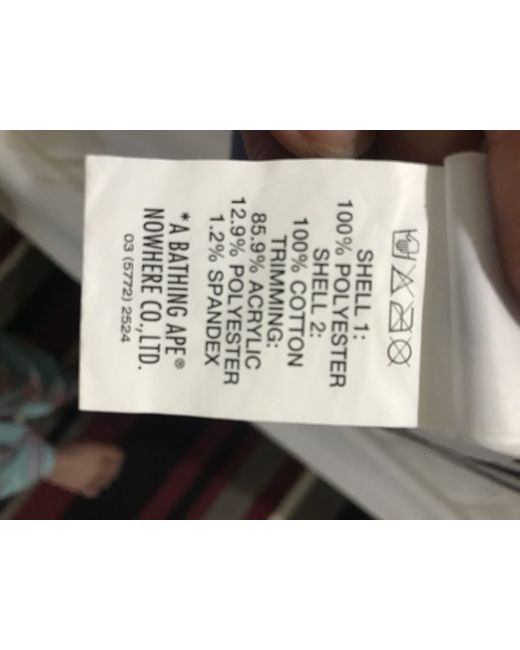 SHELL 1:
100% POLYESTER
SHELL 2:
100% COTTON
TRIMMING:
85.9% ACRYLIC
12.9% POLYESTER
1.2% SPANDEX
*A BATHING APE®
NOWHERE CO.,LTD.
03 (5772) 2524